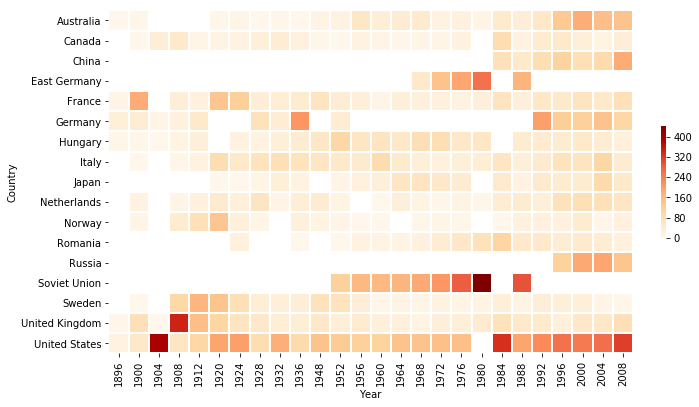 Australia
Canada
China
East Germany
France
Germany
Hungary
Italy
Japan
Netherlands
Norway
Romania
Russia
Soviet Union
Sweden
United Kingdom
United States
Country
1896
1900
1904
1908
1912
1920
1924
1928
1932
1936
1948
1952
1956
1960
1964
1968
1972
1976
1980
1984
1988
1992
1996
2000
2004
2008
Year
400
320
240
160
80
0